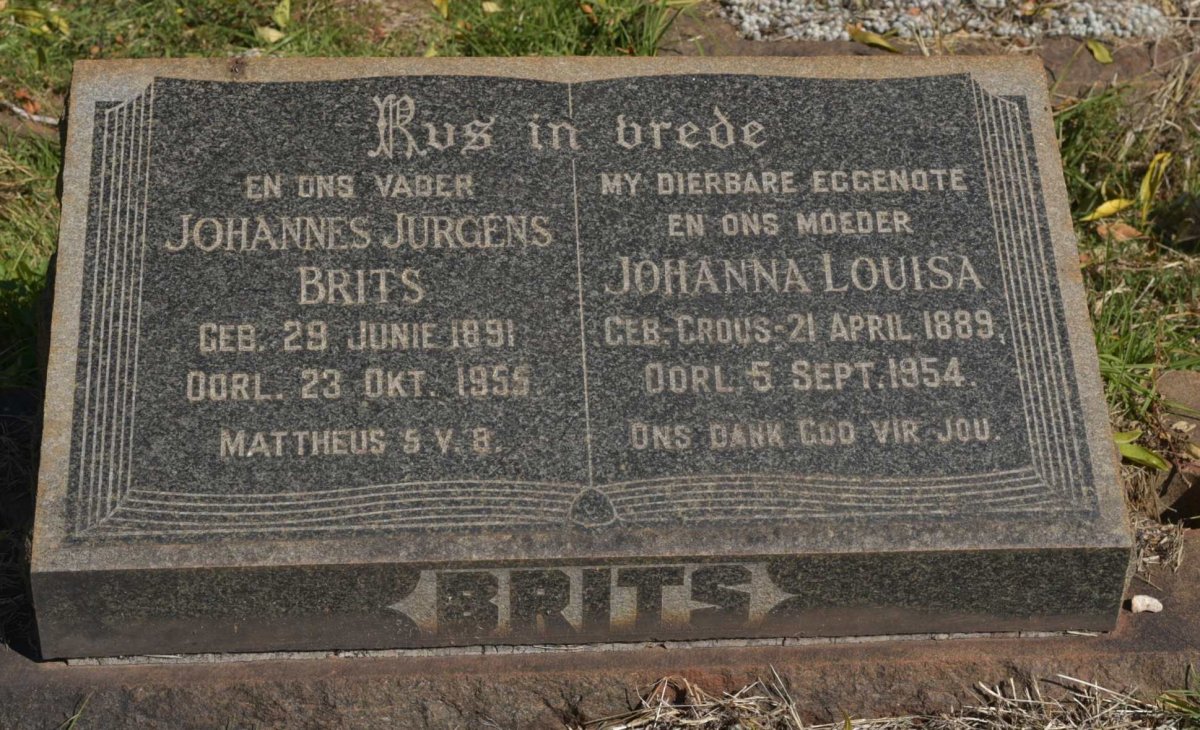 Rus in vrede
EN ONS VADER
JOHANNES JURGENS
BRITS
GEB. 29 JUNIE 1891
OORL. 23 OKT. 1955.
MATTHEUS 5 V. 8.
MY DIERBARE EGGENOTE
EN ONS MOEDER
JOHANNA LOUISA
GEB-CROUS-21 APRIL 1889,
OORL. 5 SEPT. 1954.
ONS DANK GOD VIR JOU.
BRITS